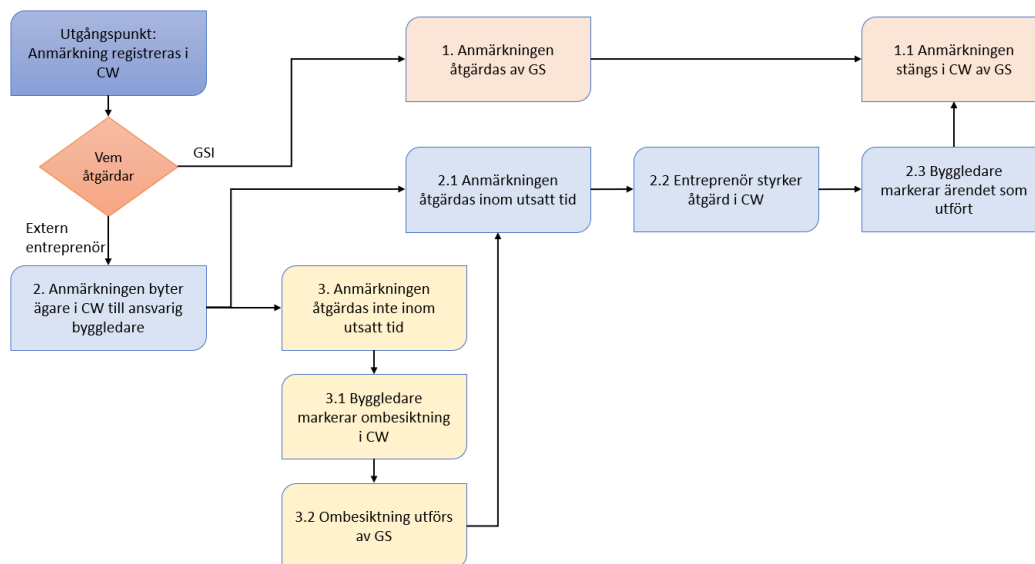 Utgångspunkt:
Anmärkning registreras i
CW
1. Anmärkningen
åtgärdas av GS
1.1 Anmärkningen
stängs i CW av GS
Vem
åtgärdar
GSI
2.1 Anmärkningen
åtgärdas inom utsatt tid
2.2 Entreprenör styrker
åtgärd i CW
2.3 Byggledare
markerar ärendet som
utfört
Extern
entreprenör
2. Anmärkningen byter
ägare i CW till ansvarig
byggledare
3. Anmärkningen
åtgärdas inte inom
utsatt tid
3.1 Byggledare
markerar ombesiktning
i CW
3.2 Ombesiktning utförs
av GS